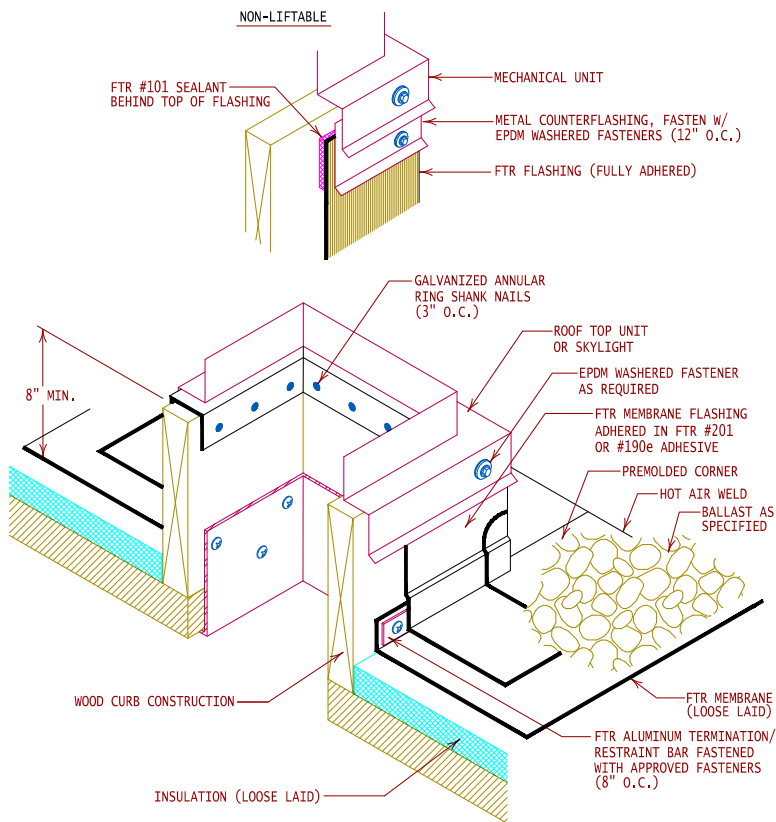 NON-LIFTABLE
FTR #101 SEALANT
BEHIND TOP OF FLASHING
MECHANICAL UNIT
METAL COUNTERFLASHING, FASTEN W/
EPDM WASHERED FASTENERS (12" O.C.)
FTR FLASHING (FULLY ADHERED)
GALVANIZED ANNULAR
RING SHANK NAILS
(3" O.C.)
ROOF TOP UNIT
OR SKYLIGHT
EPDM WASHERED FASTENER
AS REQUIRED
8" MIN.
FTR MEMBRANE FLASHING
ADHERED IN FTR #201
OR #190e ADHESIVE
PREMOLDED CORNER
HOT AIR WELD
BALLAST AS
SPECIFIED
WOOD CURB CONSTRUCTION
FTR MEMBRANE
(LOOSE LAID)
FTR ALUMINUM TERMINATION/
RESTRAINT BAR FASTENED
WITH APPROVED FASTENERS
(8" O.C.)
INSULATION (LOOSE LAID)